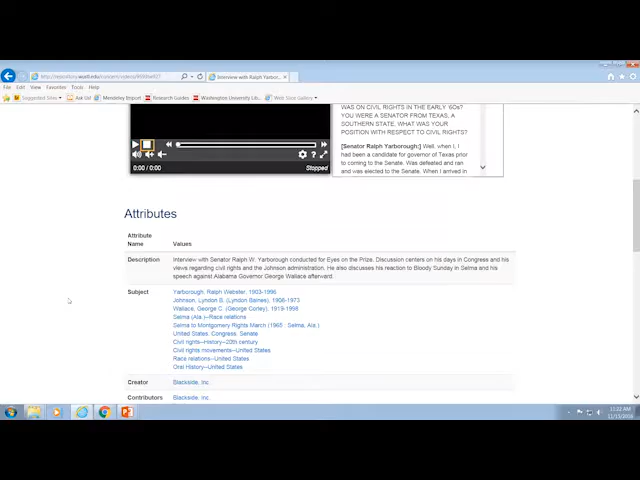 Interview with Ralph Yarbor...
File Edit View Favorites Tools Help
Suggested Sites Ask Us! Mendeley Import Research Guides Washington University Lib... Web Slice Gallery
WAS ON CIVIL RIGHTS IN THE EARLY '60s?
YOU WERE A SENATOR FROM TEXAS, A
SOUTHERN STATE. WHAT WAS YOUR
POSITION WITH RESPECT TO CIVIL RIGHTS?
[Senator Ralph Yarborough:] Well, when I, I
had been a candidate for governor of Texas prior
to coming to the Senate. Was defeated and ran
and was elected to the Senate. When I arrived in
0:00 / 0:00 Stopped
Attributes
Attribute
Name Values
Description Interview with Senator Ralph W. Yarborough conducted for Eyes on the Prize. Discussion centers on his days in Congress and his
views regarding civil rights and the Johnson administration. He also discusses his reaction to Bloody Sunday in Selma and his
speech against Alabama Governor George Wallace afterward.
Subject Yarborough, Ralph Webster, 1903-1996
Johnson, Lyndon B. (Lyndon Baines), 1908-1973
Wallace, George C. (George Corley), 1919-1998
Selma (Ala.)--Race relations
Selma to Montgomery Rights March (1965 : Selma, Ala.)
United States. Congress. Senate
Civil rights--History--20th century
Civil rights movements--United States
Race relations--United States
Oral History--United States
Creator Blackside, Inc.
Contributors Blackside, Inc.
11:22 AM
11/15/2016